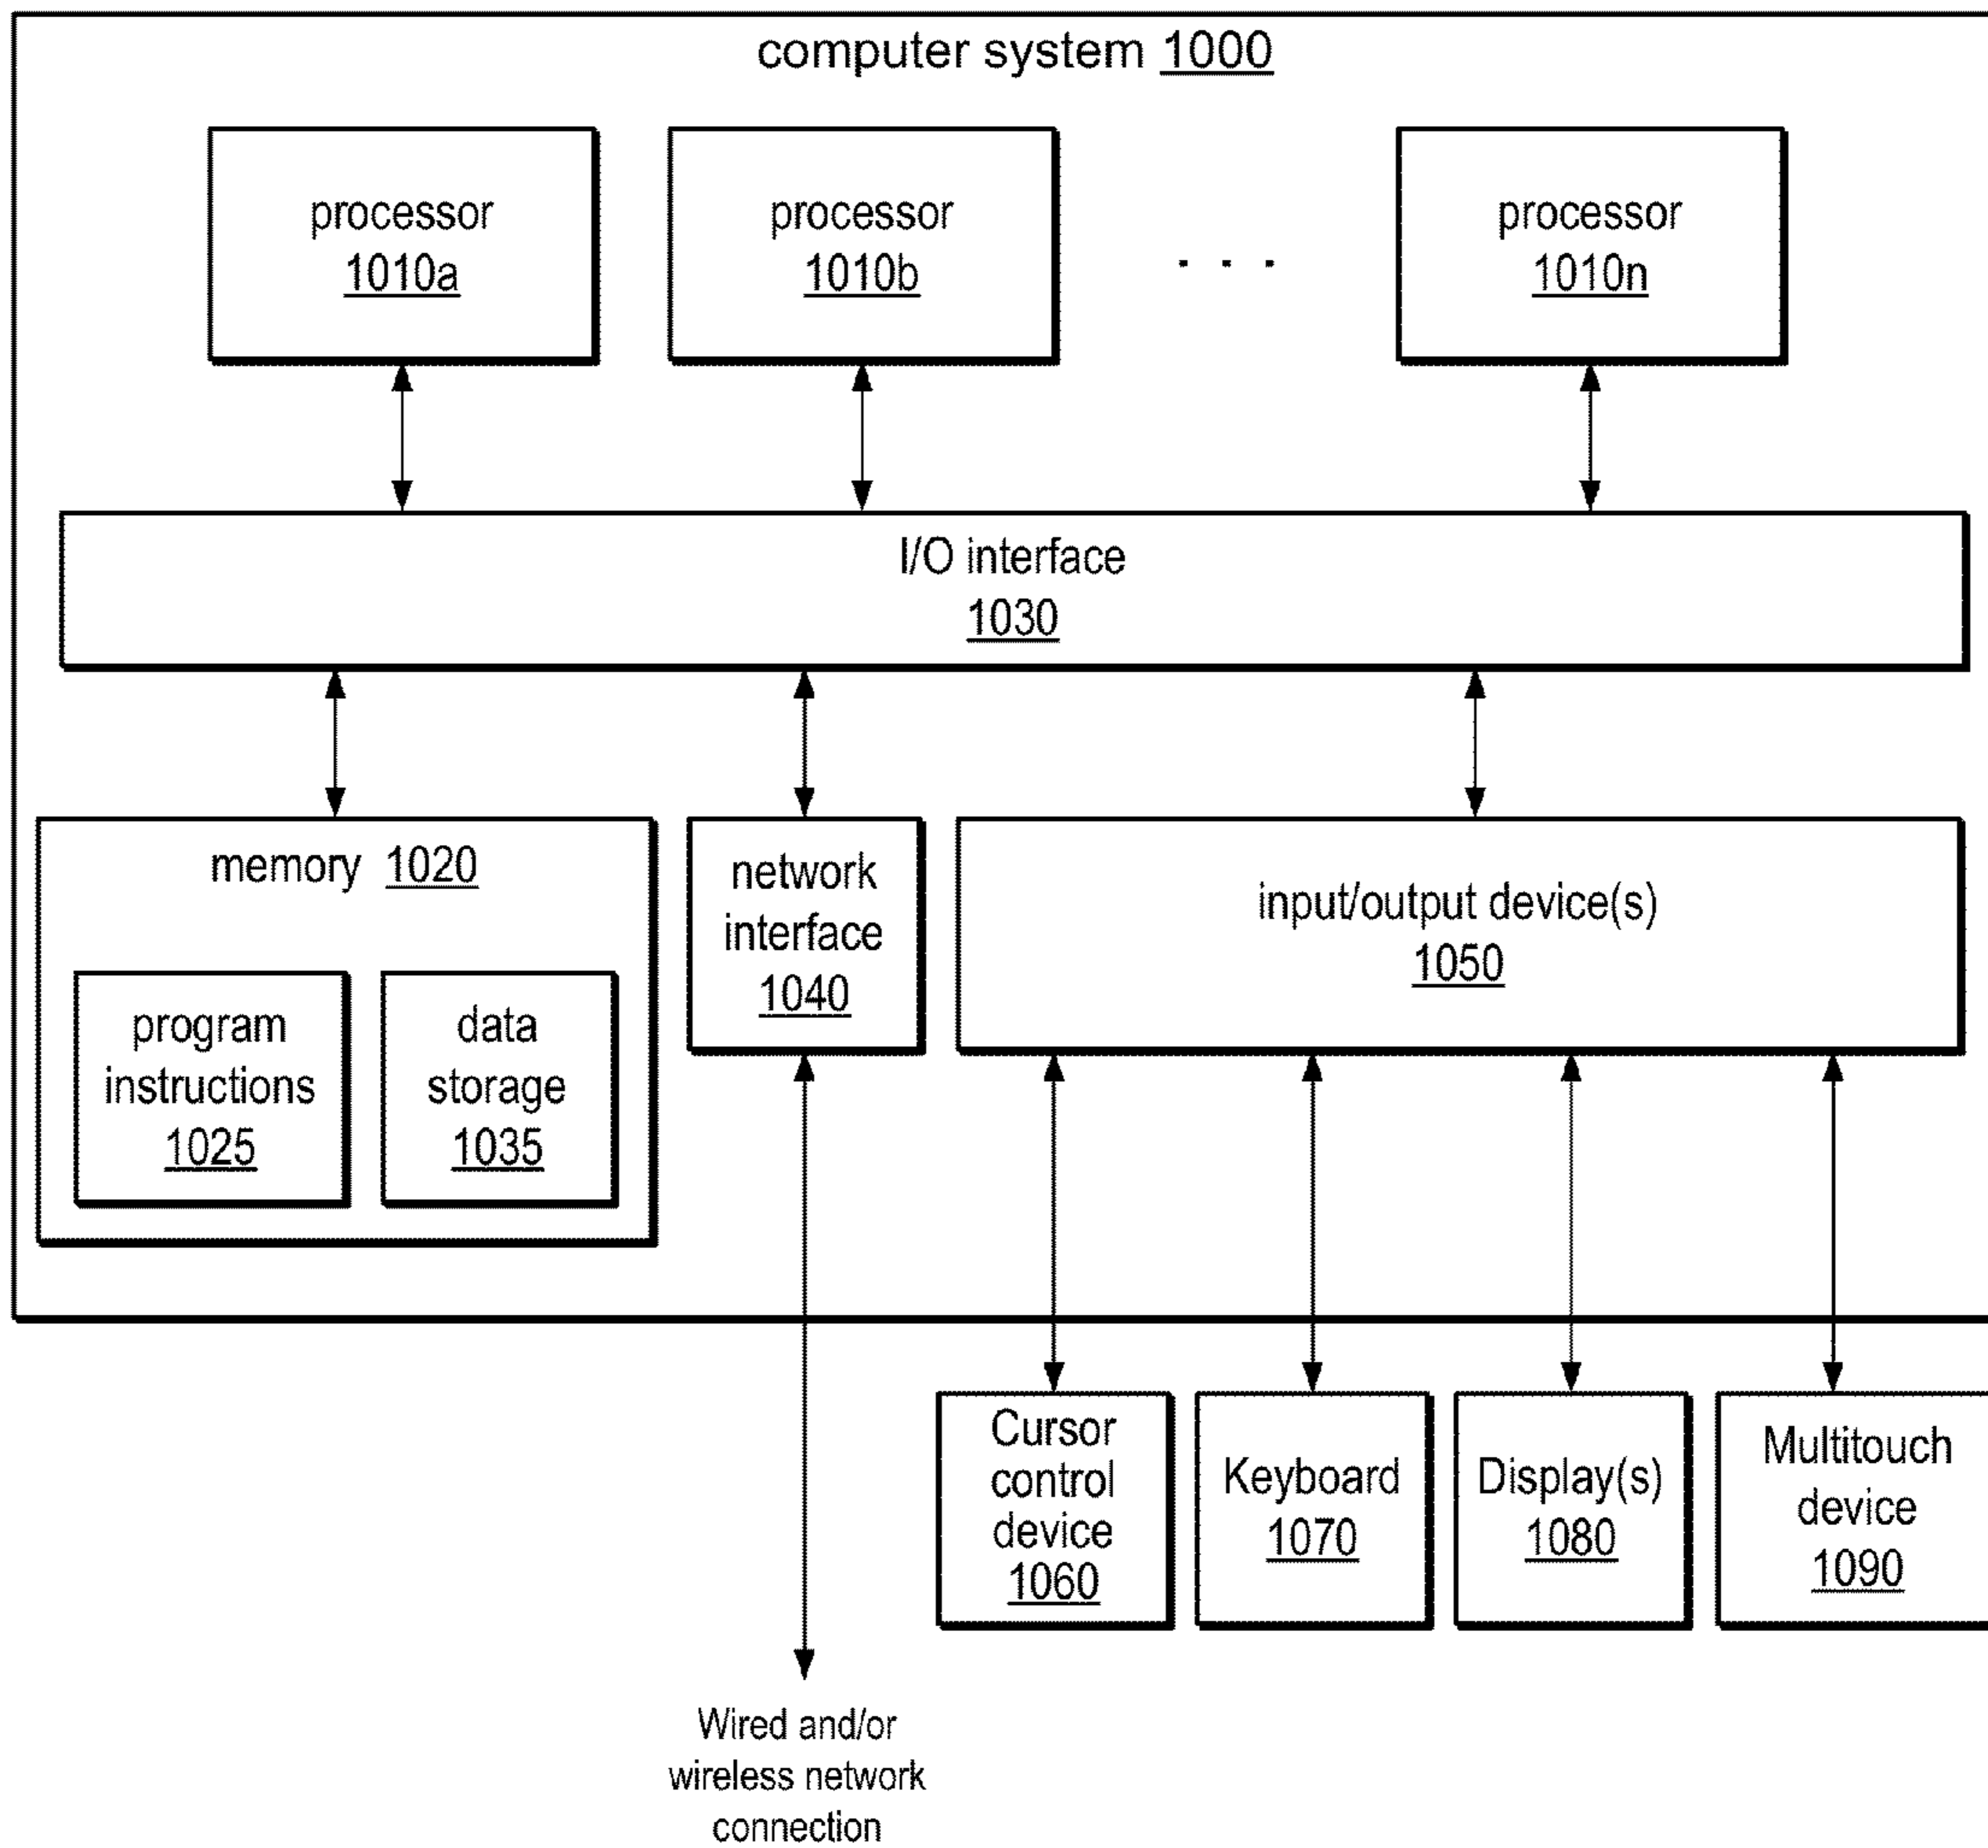 computer system 1000
processor
1010a
processor
1010b
. . .
processor
1010n
I/O interface
1030
memory 1020
program
instructions
1025
data
storage
1035
network
interface
1040
input/output device(s)
1050
Cursor
control
device
1060
Keyboard
1070
Display(s)
1080
Multitouch
device
1090
Wired and/or
wireless network
connection